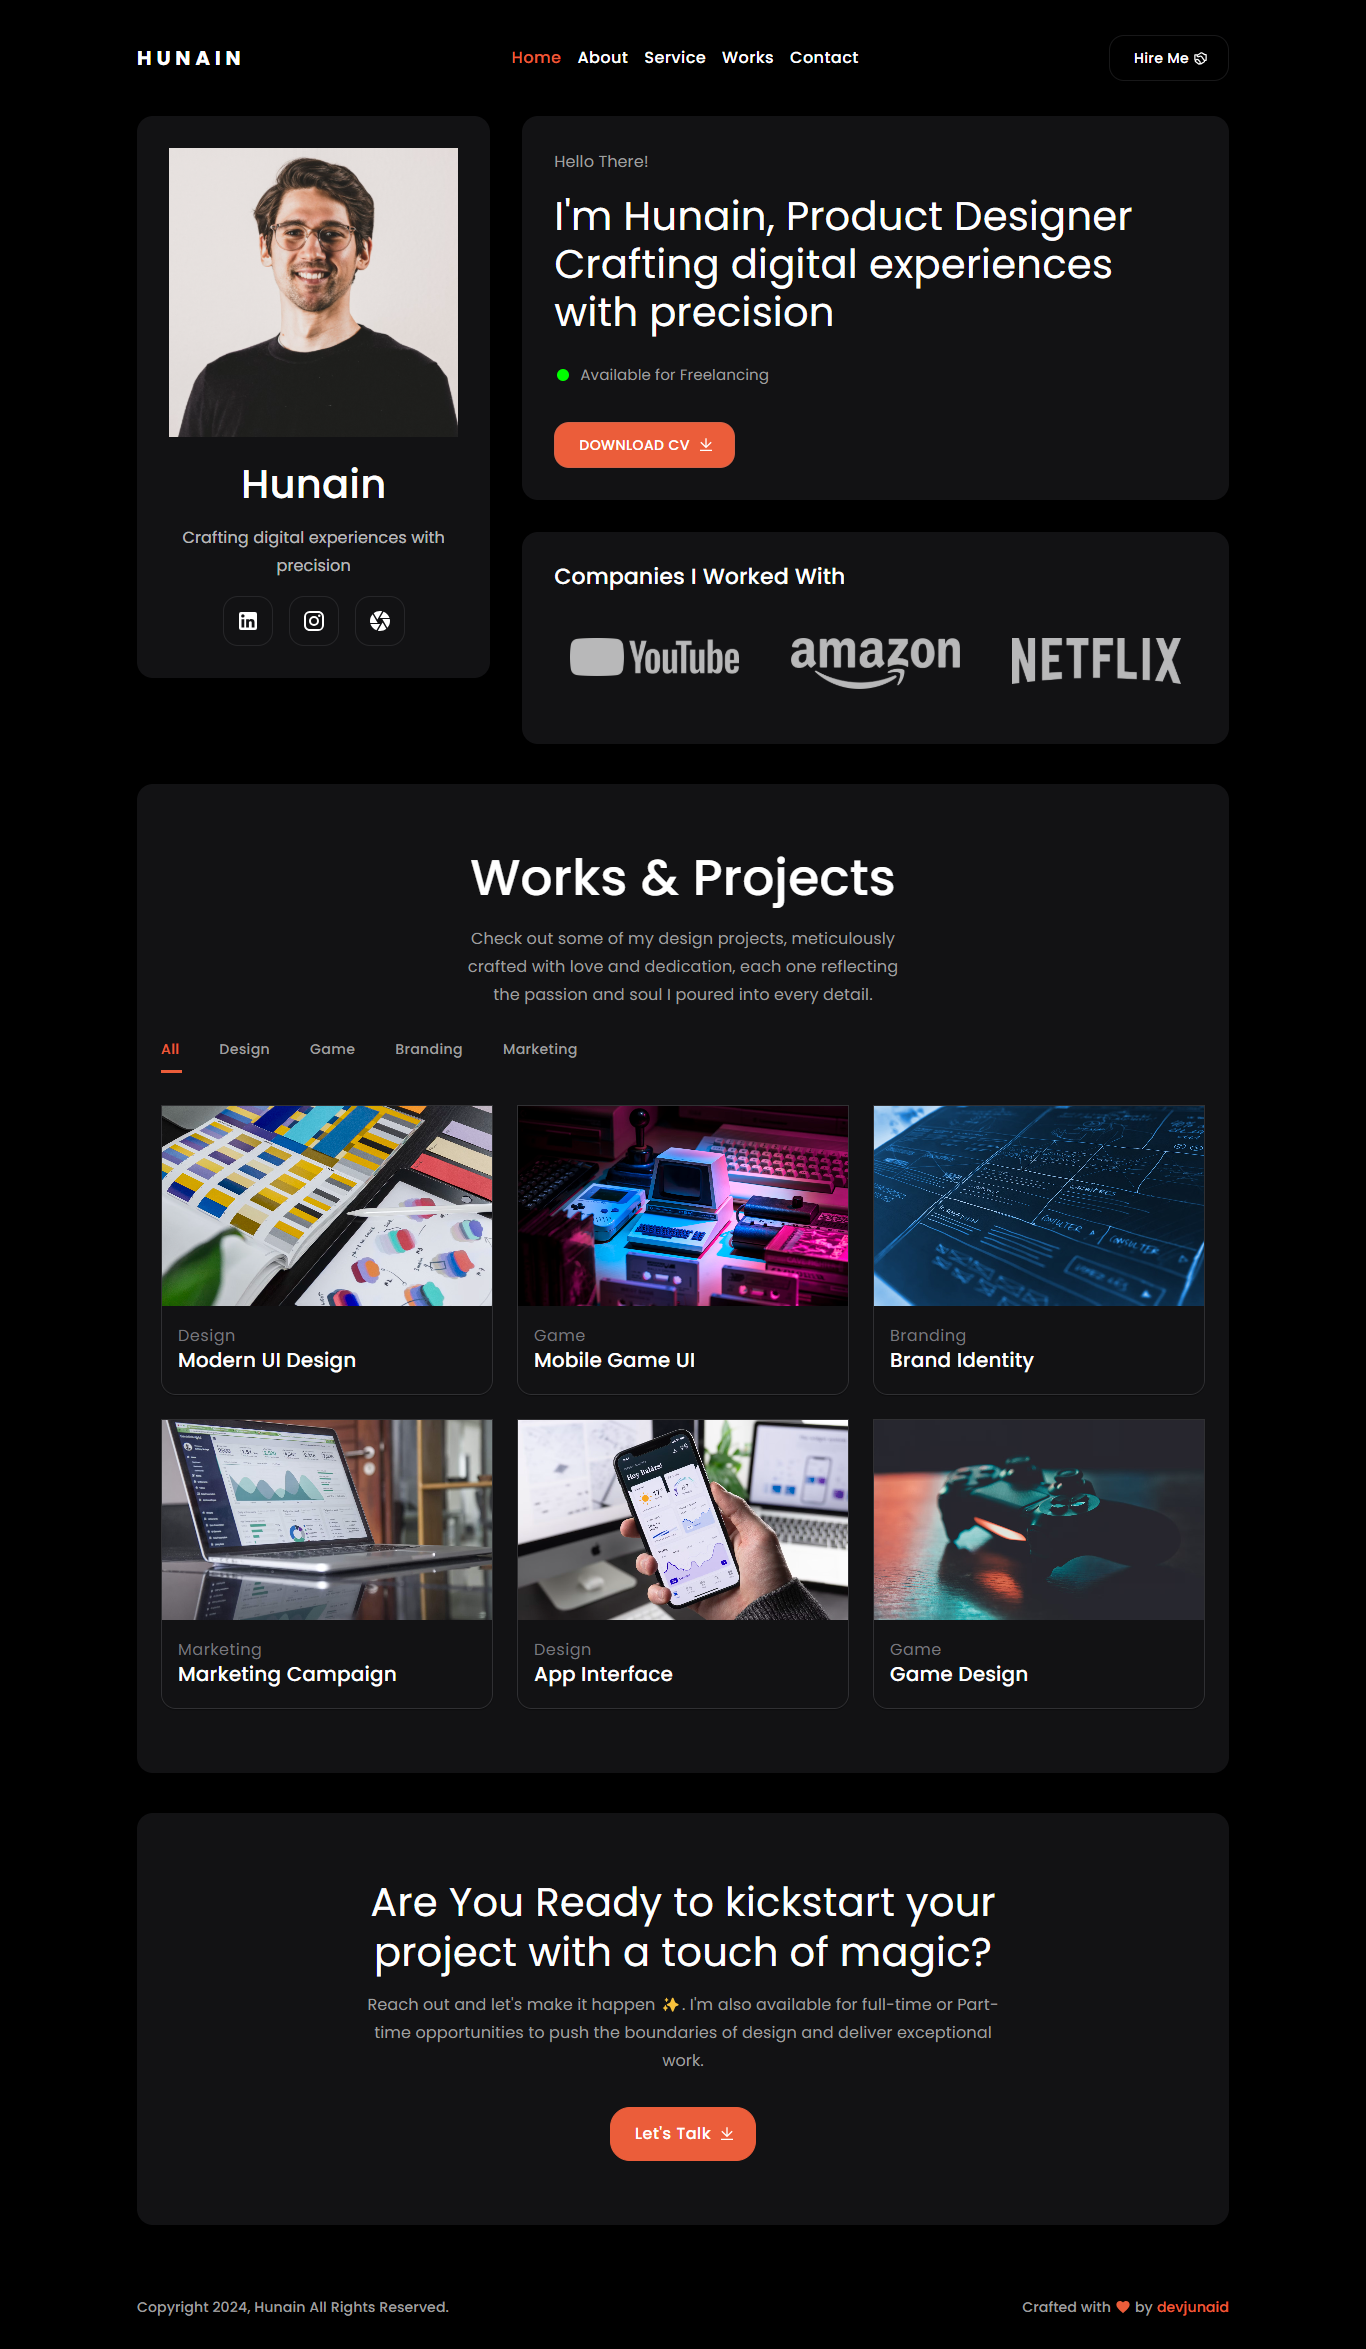 HUNAIN
Home About Service Works Contact
Hire Me
Hello There!
I'm Hunain, Product Designer
Crafting digital experiences
with precision
Available for Freelancing
DOWNLOAD CV
Hunain
Crafting digital experiences with
precision
in
Companies I Worked With
YouTube
amazon
NETFLIX
Works & Projects
Check out some of my design projects, meticulously
crafted with love and dedication, each one reflecting
the passion and soul I poured into every detail.
All Design Game Branding Marketing
Design
Modern UI Design
Game
Mobile Game UI
CONSULTER
Branding
Brand Identity
Marketing
Marketing Campaign
Design
App Interface
Game
Game Design
Are You Ready to kickstart your
project with a touch of magic?
Reach out and let's make it happen ✨. I'm also available for full-time or Part-
time opportunities to push the boundaries of design and deliver exceptional
work.
Let's Talk
Copyright 2024, Hunain All Rights Reserved.
Crafted with ♥ by devjunaid